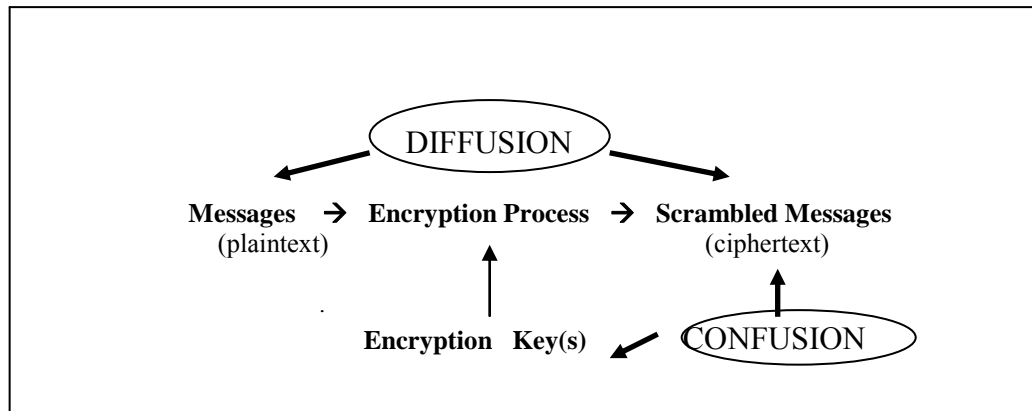 DIFFUSION
Messages → Encryption Process → Scrambled Messages
(plaintext) (ciphertext)
.
Encryption Key(s) CONFUSION